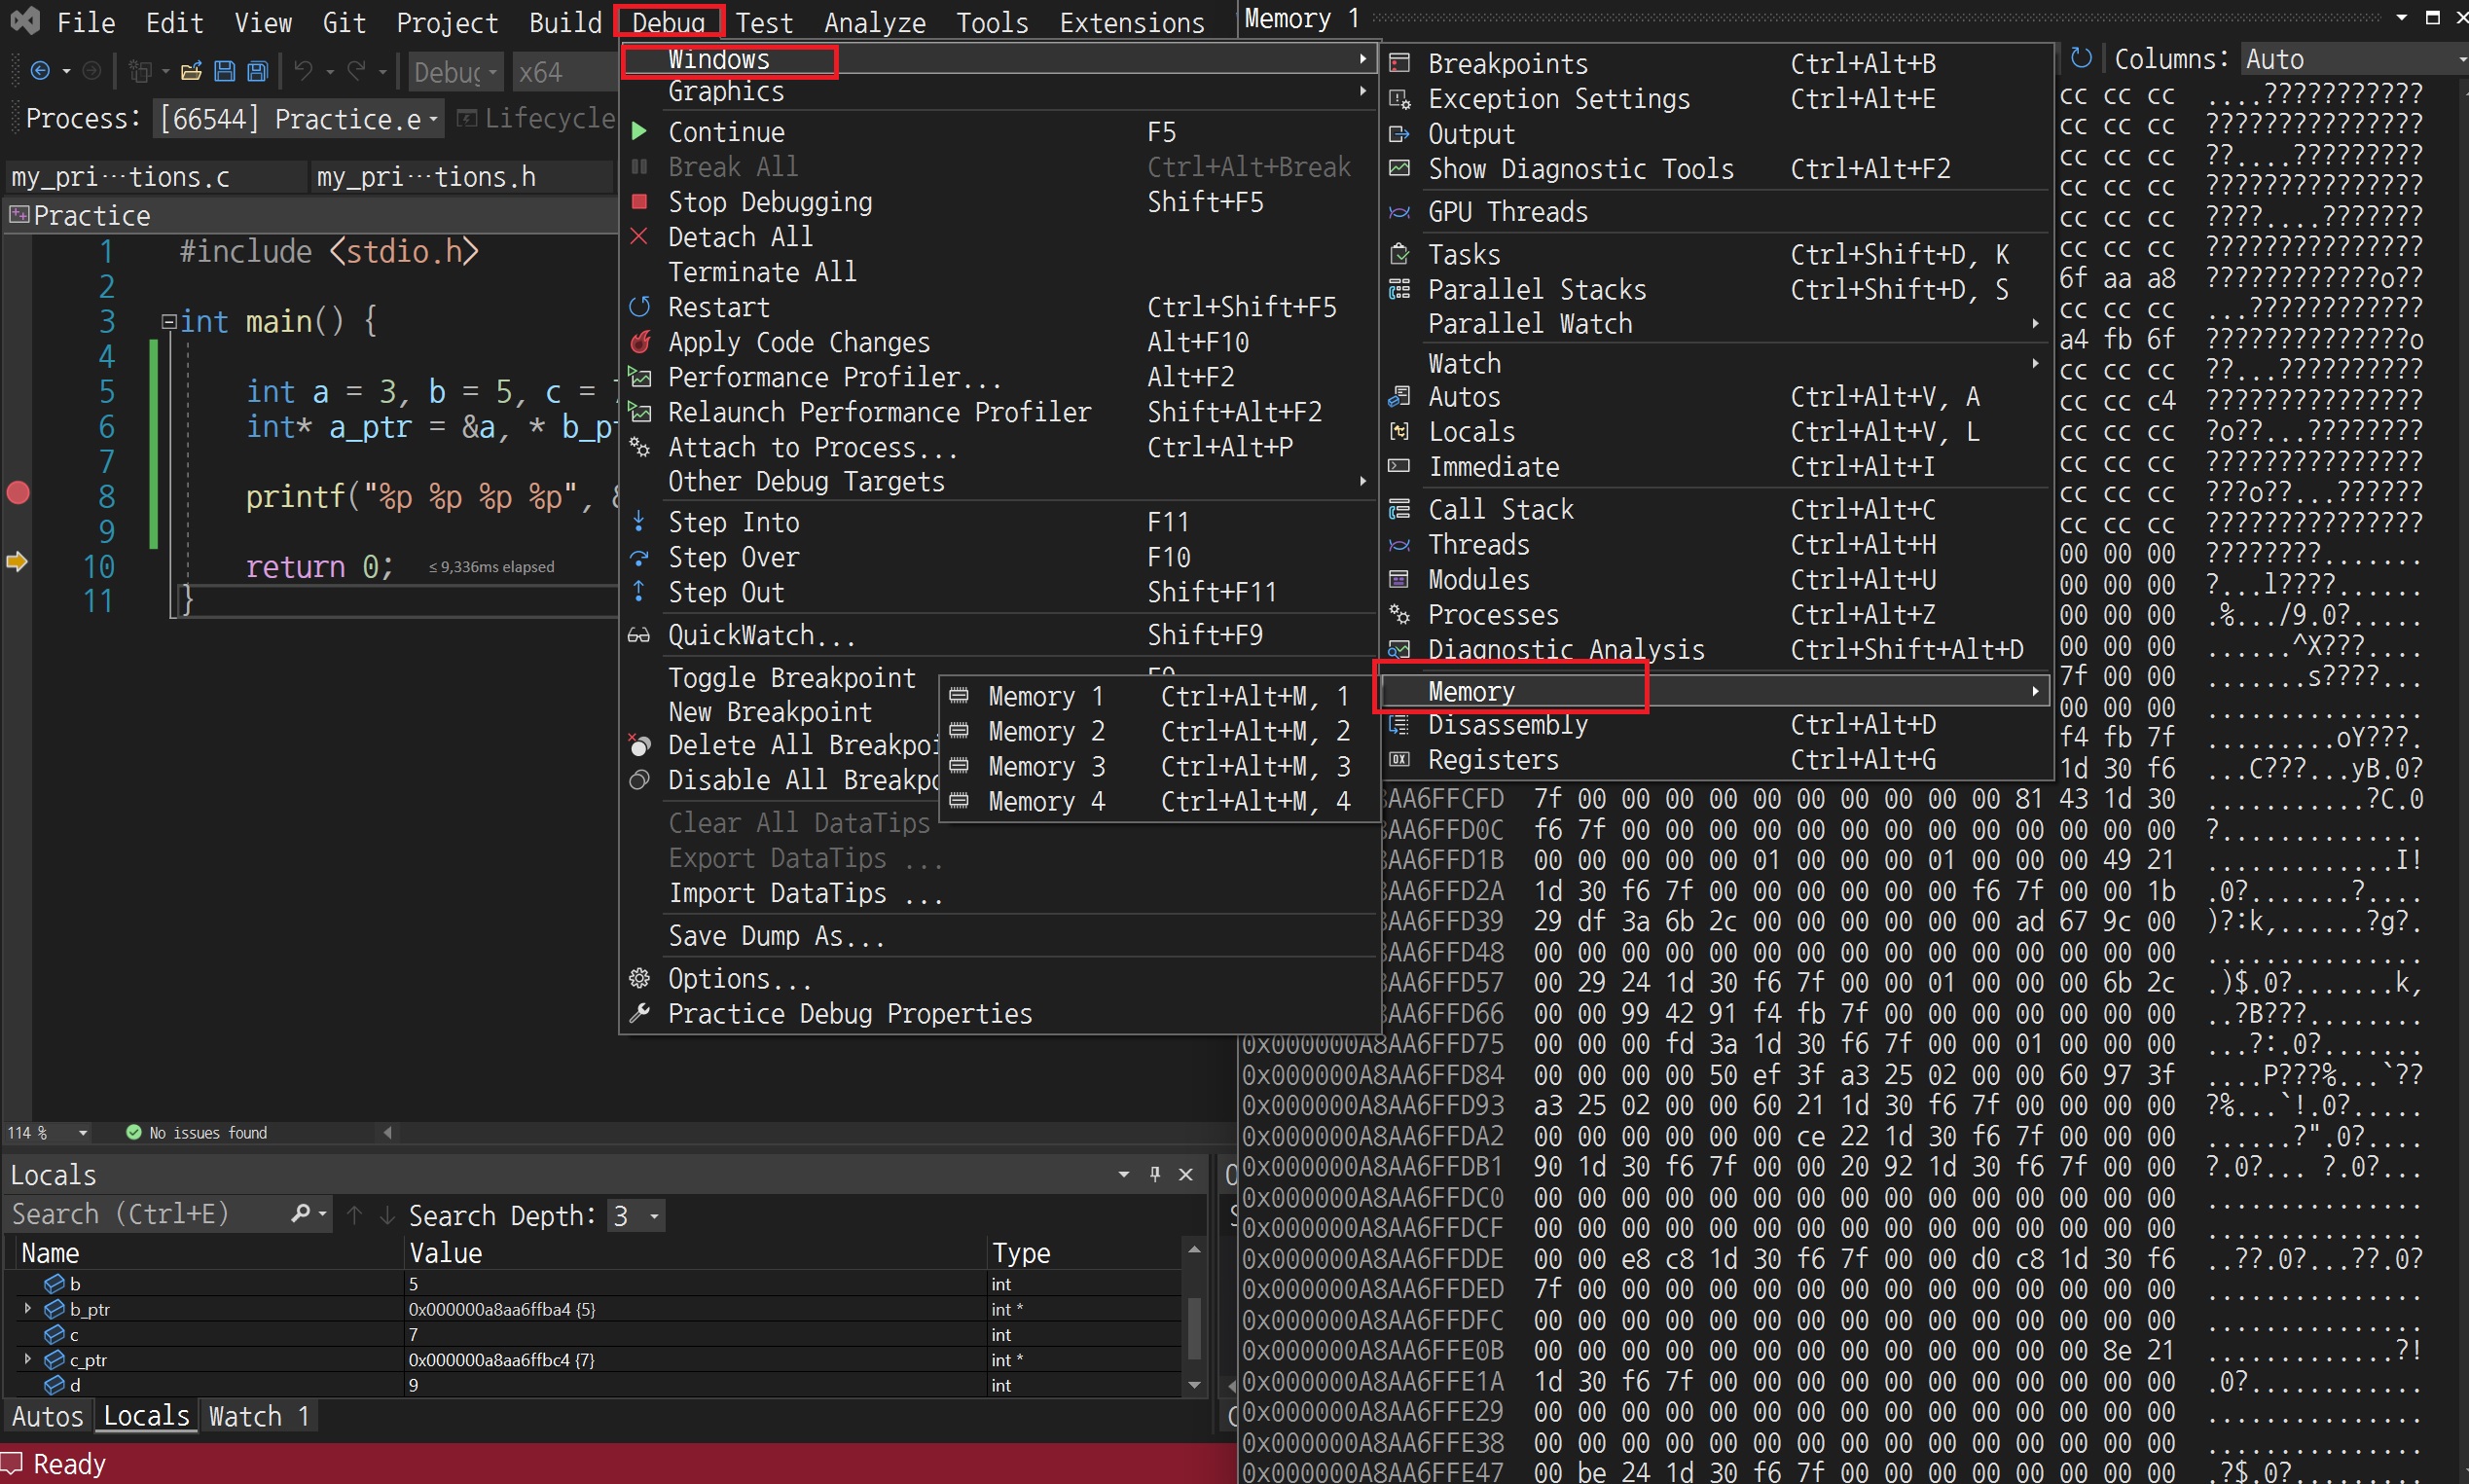 File Edit View Git Project Build Debug Test Analyze Tools Extensions
Debug x64
Process: [66544] Practice.e Lifecycle
my_pri…tions.c my_pri…tions.h
Practice
1 #include <stdio.h>
2
3 int main() {
4
5 int a = 3, b = 5, c =
6 int* a_ptr = &a, * b_pt
7
8 printf("%p %p %p %p", &
9
10 return 0; ≤ 9,336ms elapsed
11 }
114 % No issues found
Windows
Graphics
Continue F5
Break All Ctrl+Alt+Break
Stop Debugging Shift+F5
Detach All
Terminate All
Restart Ctrl+Shift+F5
Apply Code Changes Alt+F10
Performance Profiler... Alt+F2
Relaunch Performance Profiler Shift+Alt+F2
Attach to Process... Ctrl+Alt+P
Other Debug Targets
Step Into F11
Step Over F10
Step Out Shift+F11
QuickWatch... Shift+F9
Toggle Breakpoint F9
New Breakpoint
Delete All Breakpoi
Disable All Breakpo
Clear All DataTips
Export DataTips ...
Import DataTips ...
Save Dump As...
Options...
Practice Debug Properties
Breakpoints Ctrl+Alt+B
Exception Settings Ctrl+Alt+E
Output
Show Diagnostic Tools Ctrl+Alt+F2
GPU Threads
Tasks Ctrl+Shift+D, K
Parallel Stacks Ctrl+Shift+D, S
Parallel Watch
Watch
Autos Ctrl+Alt+V, A
Locals Ctrl+Alt+V, L
Immediate Ctrl+Alt+I
Call Stack Ctrl+Alt+C
Threads Ctrl+Alt+H
Modules Ctrl+Alt+U
Processes Ctrl+Alt+Z
Diagnostic Analysis Ctrl+Shift+Alt+D
Memory
Disassembly Ctrl+Alt+D
Registers Ctrl+Alt+G
Memory 1 Ctrl+Alt+M, 1
Memory 2 Ctrl+Alt+M, 2
Memory 3 Ctrl+Alt+M, 3
Memory 4 Ctrl+Alt+M, 4
Memory 1
Columns: Auto
cc cc cc ....???????????
cc cc cc ???????????????
cc cc cc ??....?????????
cc cc cc ???????????????
cc cc cc ????....???????
cc cc cc ???????????????
6f aa a8 ????????????o??
cc cc cc ...????????????
a4 fb 6f ??????????????o
cc cc cc ??...??????????
cc cc c4 ???????????????
cc cc cc ?o??...????????
cc cc cc ???????????????
cc cc cc ???o??...??????
cc cc cc ???????????????
00 00 00 ????????.......
00 00 00 ?...l????......
00 00 00 .%.../9.0?.....
00 00 00 ......^X???....
7f 00 00 .......s????...
00 00 00 ...............
f4 fb 7f .........oY???.
1d 30 f6 ...C???...yB.0?
AA6FFCFD 7f 00 00 00 00 00 00 00 00 00 00 81 43 1d 30 ...........?C.0
AA6FFD0C f6 7f 00 00 00 00 00 00 00 00 00 00 00 00 00 ?..............
AA6FFD1B 00 00 00 00 00 01 00 00 00 01 00 00 00 49 21 .............I!
AA6FFD2A 1d 30 f6 7f 00 00 00 00 00 00 f6 7f 00 00 1b .0?.......?....
AA6FFD39 29 df 3a 6b 2c 00 00 00 00 00 00 ad 67 9c 00 )?:k,......?g?.
AA6FFD48 00 00 00 00 00 00 00 00 00 00 00 00 00 00 00 ...............
AA6FFD57 00 29 24 1d 30 f6 7f 00 00 01 00 00 00 6b 2c .)$.0?.......k,
AA6FFD66 00 00 99 42 91 f4 fb 7f 00 00 00 00 00 00 00 ..?B???........
0x000000A8AA6FFD75 00 00 00 fd 3a 1d 30 f6 7f 00 00 01 00 00 00 ...?:.0?.......
0x000000A8AA6FFD84 00 00 00 00 50 ef 3f a3 25 02 00 00 60 97 3f ....P???%...`??
0x000000A8AA6FFD93 a3 25 02 00 00 60 21 1d 30 f6 7f 00 00 00 00 ?%...`!.0?.....
0x000000A8AA6FFDA2 00 00 00 00 00 00 ce 22 1d 30 f6 7f 00 00 00 ......?".0?....
0x000000A8AA6FFDB1 90 1d 30 f6 7f 00 00 20 92 1d 30 f6 7f 00 00 ?.0?... ?.0?...
0x000000A8AA6FFDC0 00 00 00 00 00 00 00 00 00 00 00 00 00 00 00 ...............
0x000000A8AA6FFDCF 00 00 00 00 00 00 00 00 00 00 00 00 00 00 00 ...............
0x000000A8AA6FFDDE 00 00 e8 c8 1d 30 f6 7f 00 00 d0 c8 1d 30 f6 ..??.0?...??.0?
0x000000A8AA6FFDED 7f 00 00 00 00 00 00 00 00 00 00 00 00 00 00 ...............
0x000000A8AA6FFDFC 00 00 00 00 00 00 00 00 00 00 00 00 00 00 00 ...............
0x000000A8AA6FFE0B 00 00 00 00 00 00 00 00 00 00 00 00 00 8e 21 .............?!
0x000000A8AA6FFE1A 1d 30 f6 7f 00 00 00 00 00 00 00 00 00 00 00 .0?............
0x000000A8AA6FFE29 00 00 00 00 00 00 00 00 00 00 00 00 00 00 00 ...............
0x000000A8AA6FFE38 00 00 00 00 00 00 00 00 00 00 00 00 00 00 00 ...............
0x000000A8AA6FFE47 00 be 24 1d 30 f6 7f 00 00 00 00 00 00 00 00 .?$.0?.........
Locals
Search (Ctrl+E) Search Depth: 3
Name Value Type
b 5 int
b_ptr 0x000000a8aa6ffba4 {5} int *
c 7 int
c_ptr 0x000000a8aa6ffbc4 {7} int *
d 9 int
Autos Locals Watch 1
Ready